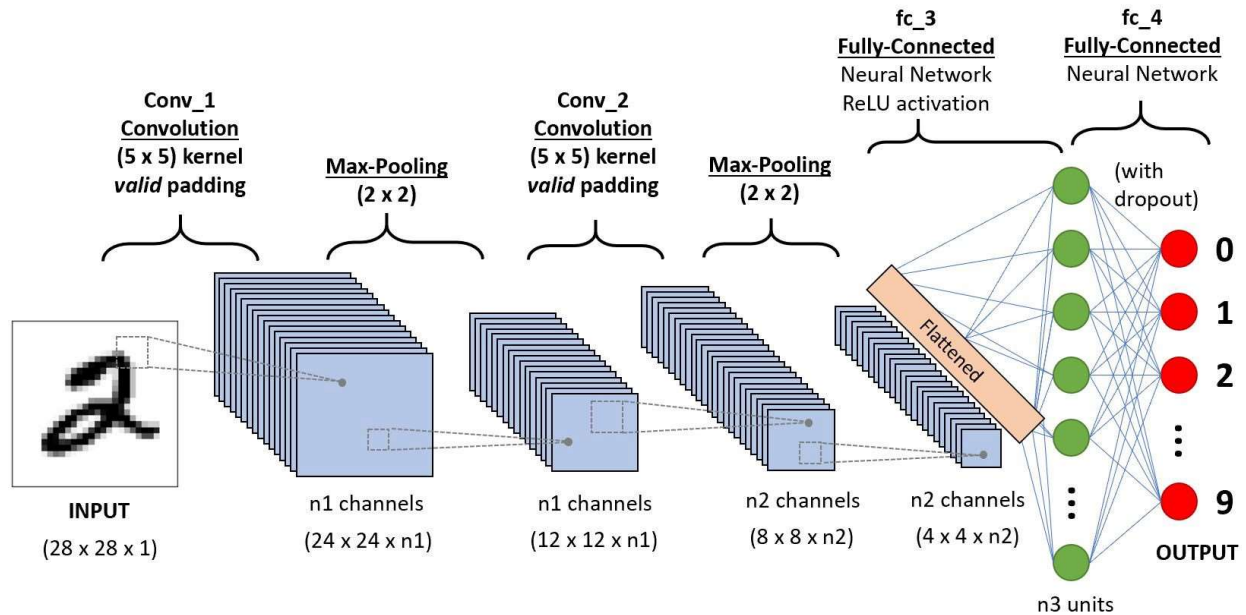 Conv_1
Convolution
(5 x 5) kernel
valid padding
Max-Pooling
(2 x 2)
Conv_2
Convolution
(5 x 5) kernel
valid padding
Max-Pooling
(2 x 2)
fc_3
Fully-Connected
Neural Network
ReLU activation
fc_4
Fully-Connected
Neural Network
(with
dropout)
INPUT
(28 x 28 x 1)
n1 channels
(24 x 24 x n1)
n1 channels
(12 x 12 x n1)
n2 channels
(8 x 8 x n2)
n2 channels
(4 x 4 x n2)
Flattened
n3 units
0
1
2
9
OUTPUT
2